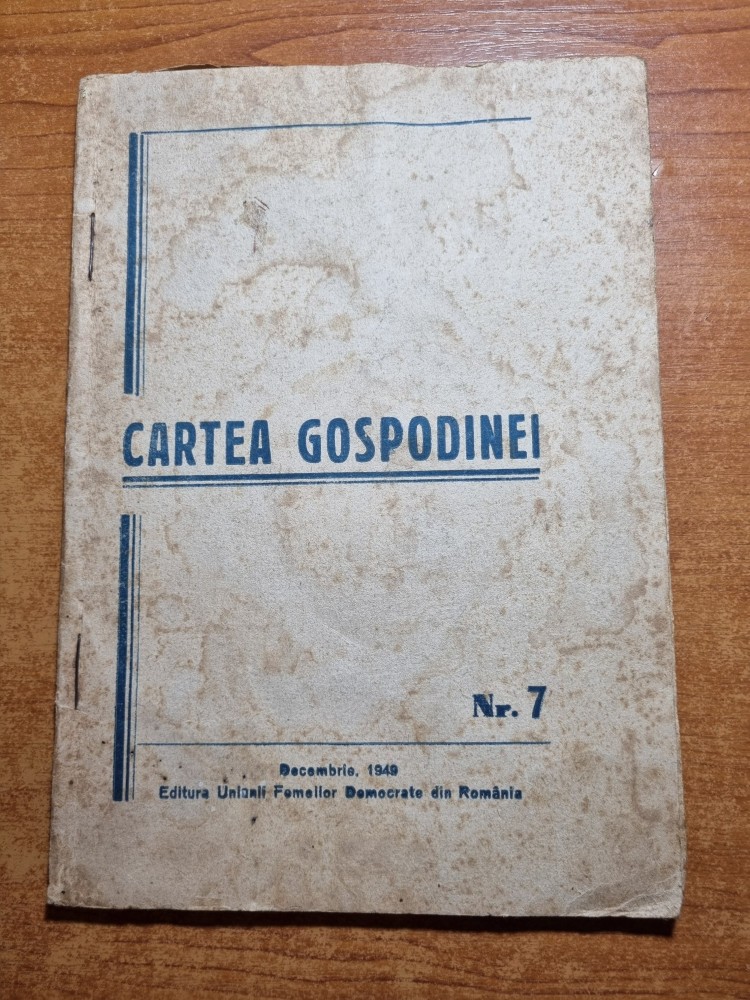 CARTEA GOSPODINEI
Nr. 7
Decembrie, 1949
Editura Uniunii Femeilor Democrate din România